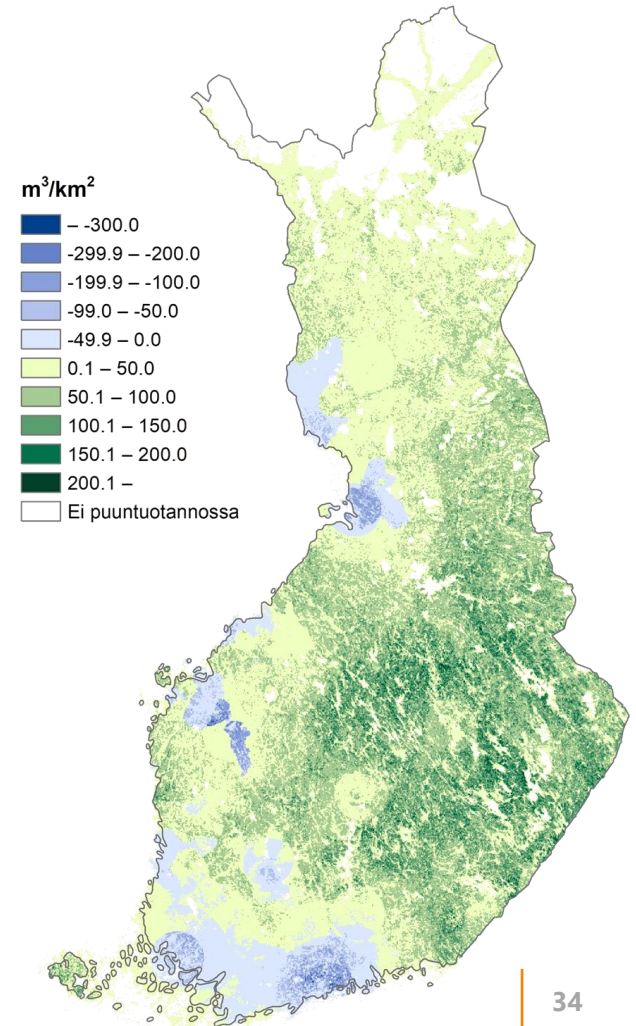 m³/km²
– -300.0
-299.9 – -200.0
-199.9 – -100.0
-99.0 – -50.0
-49.9 – 0.0
0.1 – 50.0
50.1 – 100.0
100.1 – 150.0
150.1 – 200.0
200.1 –
Ei puuntuotannossa
34